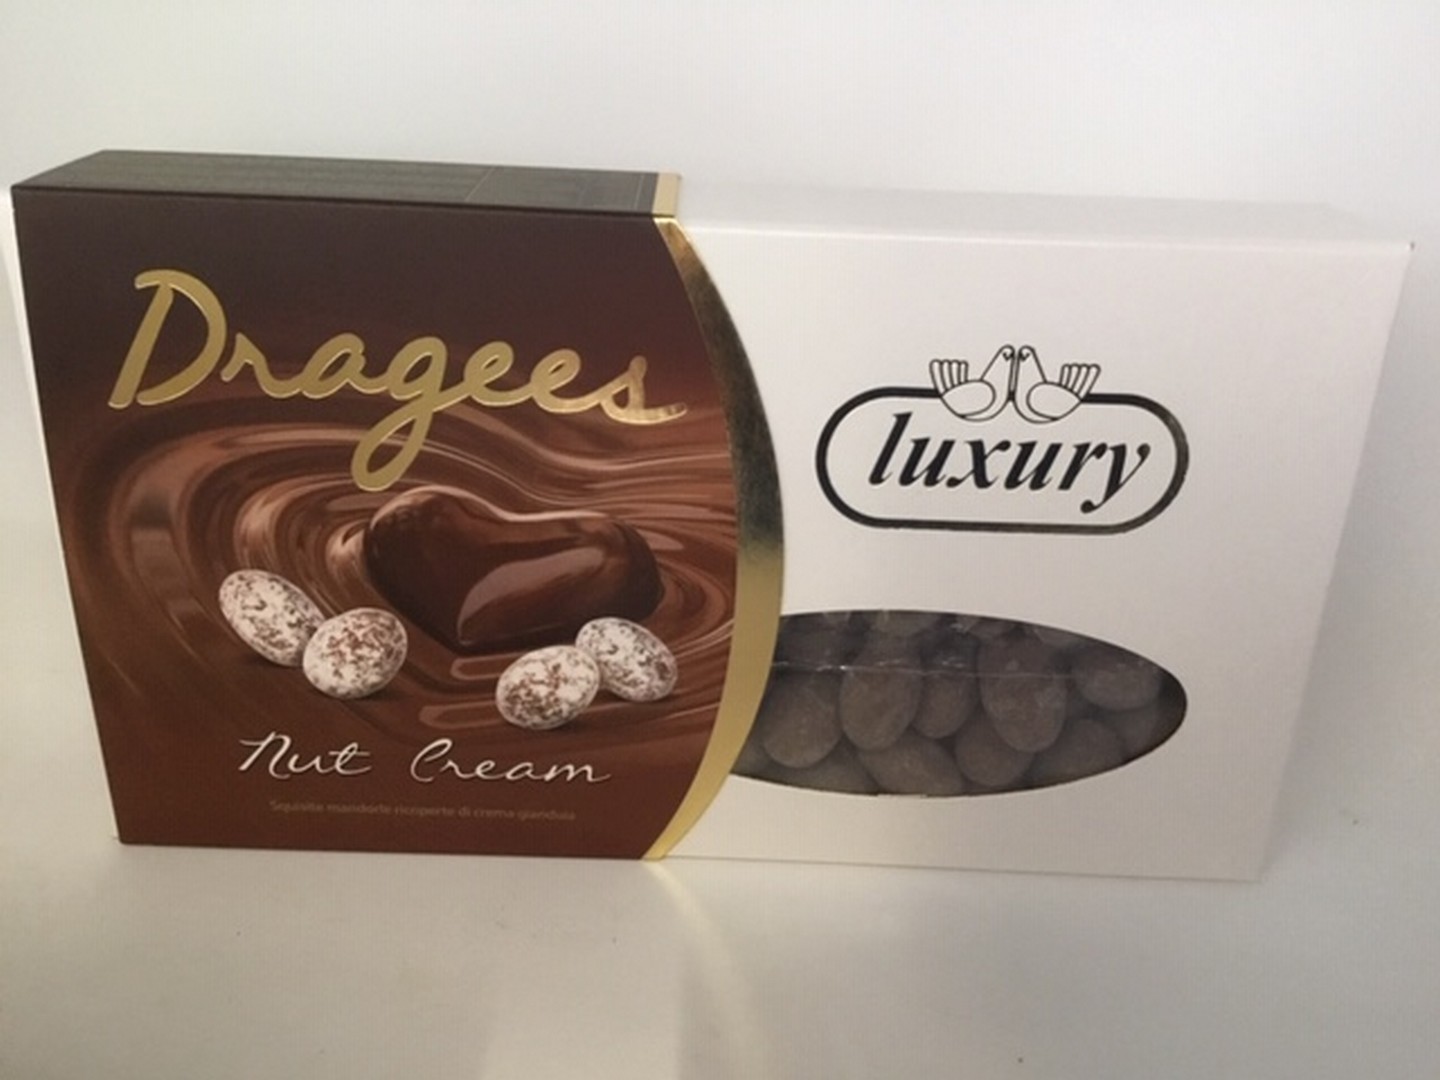 Dragees
Nut Cream
Squisite mandorle ricoperte di crema gianduia
luxury